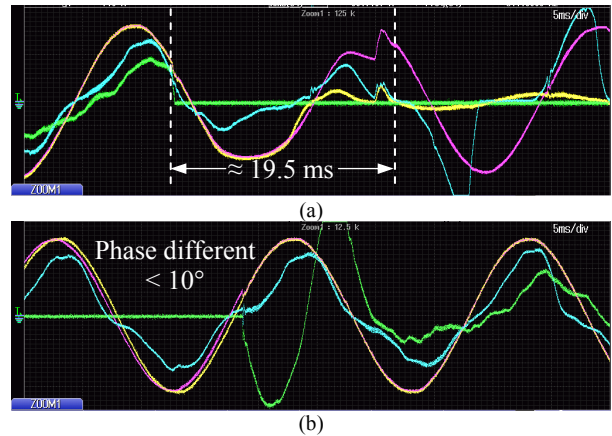 Zoom1 : 125 k
5ms/div
≈ 19.5 ms
ZOOM1
(a)
Zoom1 : 12.5 k
5ms/div
Phase different
< 10°
ZOOM1
(b)